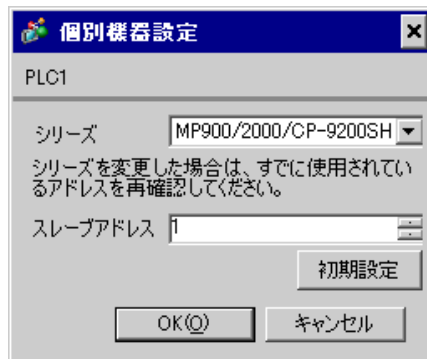 個別機器設定
PLC1
シリーズ MP900/2000/CP-9200SH
シリーズを変更した場合は、すでに使用されてい
るアドレスを再確認してください。
スレーブアドレス 1
初期設定
OK(O) キャンセル